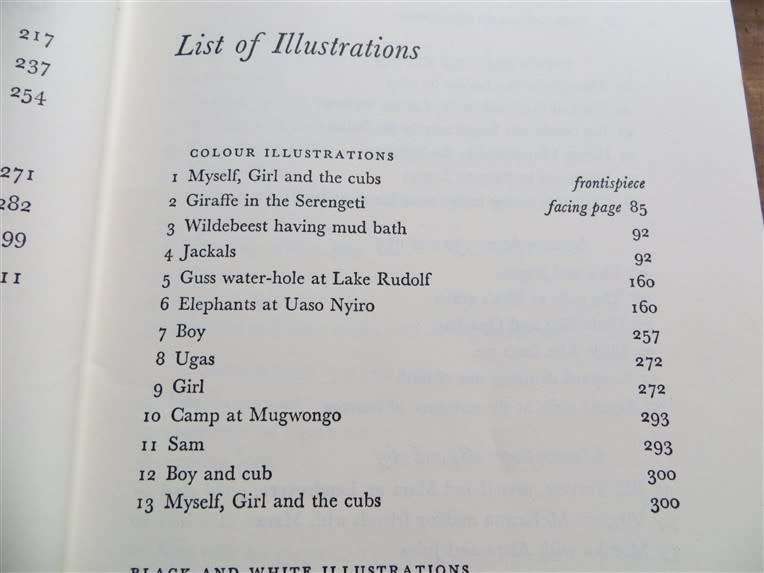 217
237
254
271
282
99
11
List of Illustrations
COLOUR ILLUSTRATIONS
1 Myself, Girl and the cubs frontispiece
2 Giraffe in the Serengeti facing page 85
3 Wildebeest having mud bath 92
4 Jackals 92
5 Guss water-hole at Lake Rudolf 160
6 Elephants at Uaso Nyiro 160
7 Boy 257
8 Ugas 272
9 Girl 272
10 Camp at Mugwongo 293
11 Sam 293
12 Boy and cub 300
13 Myself, Girl and the cubs 300
BLACK AND WHITE ILLUSTRATIONS